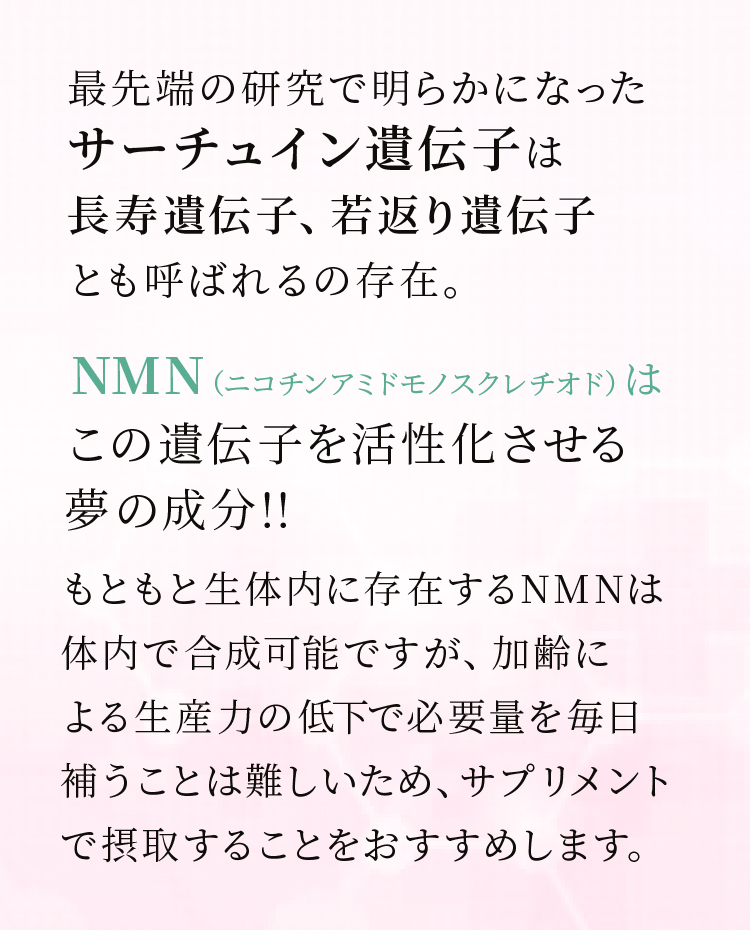 最先端の研究で明らかになった
サーチュイン遺伝子は
長寿遺伝子、若返り遺伝子
とも呼ばれるの存在。
NMN（ニコチンアミドモノスクレチオド）は
この遺伝子を活性化させる
夢の成分!!
もともと生体内に存在するNMNは
体内で合成可能ですが、加齢に
よる生産力の低下で必要量を毎日
補うことは難しいため、サプリメント
で摂取することをおすすめします。